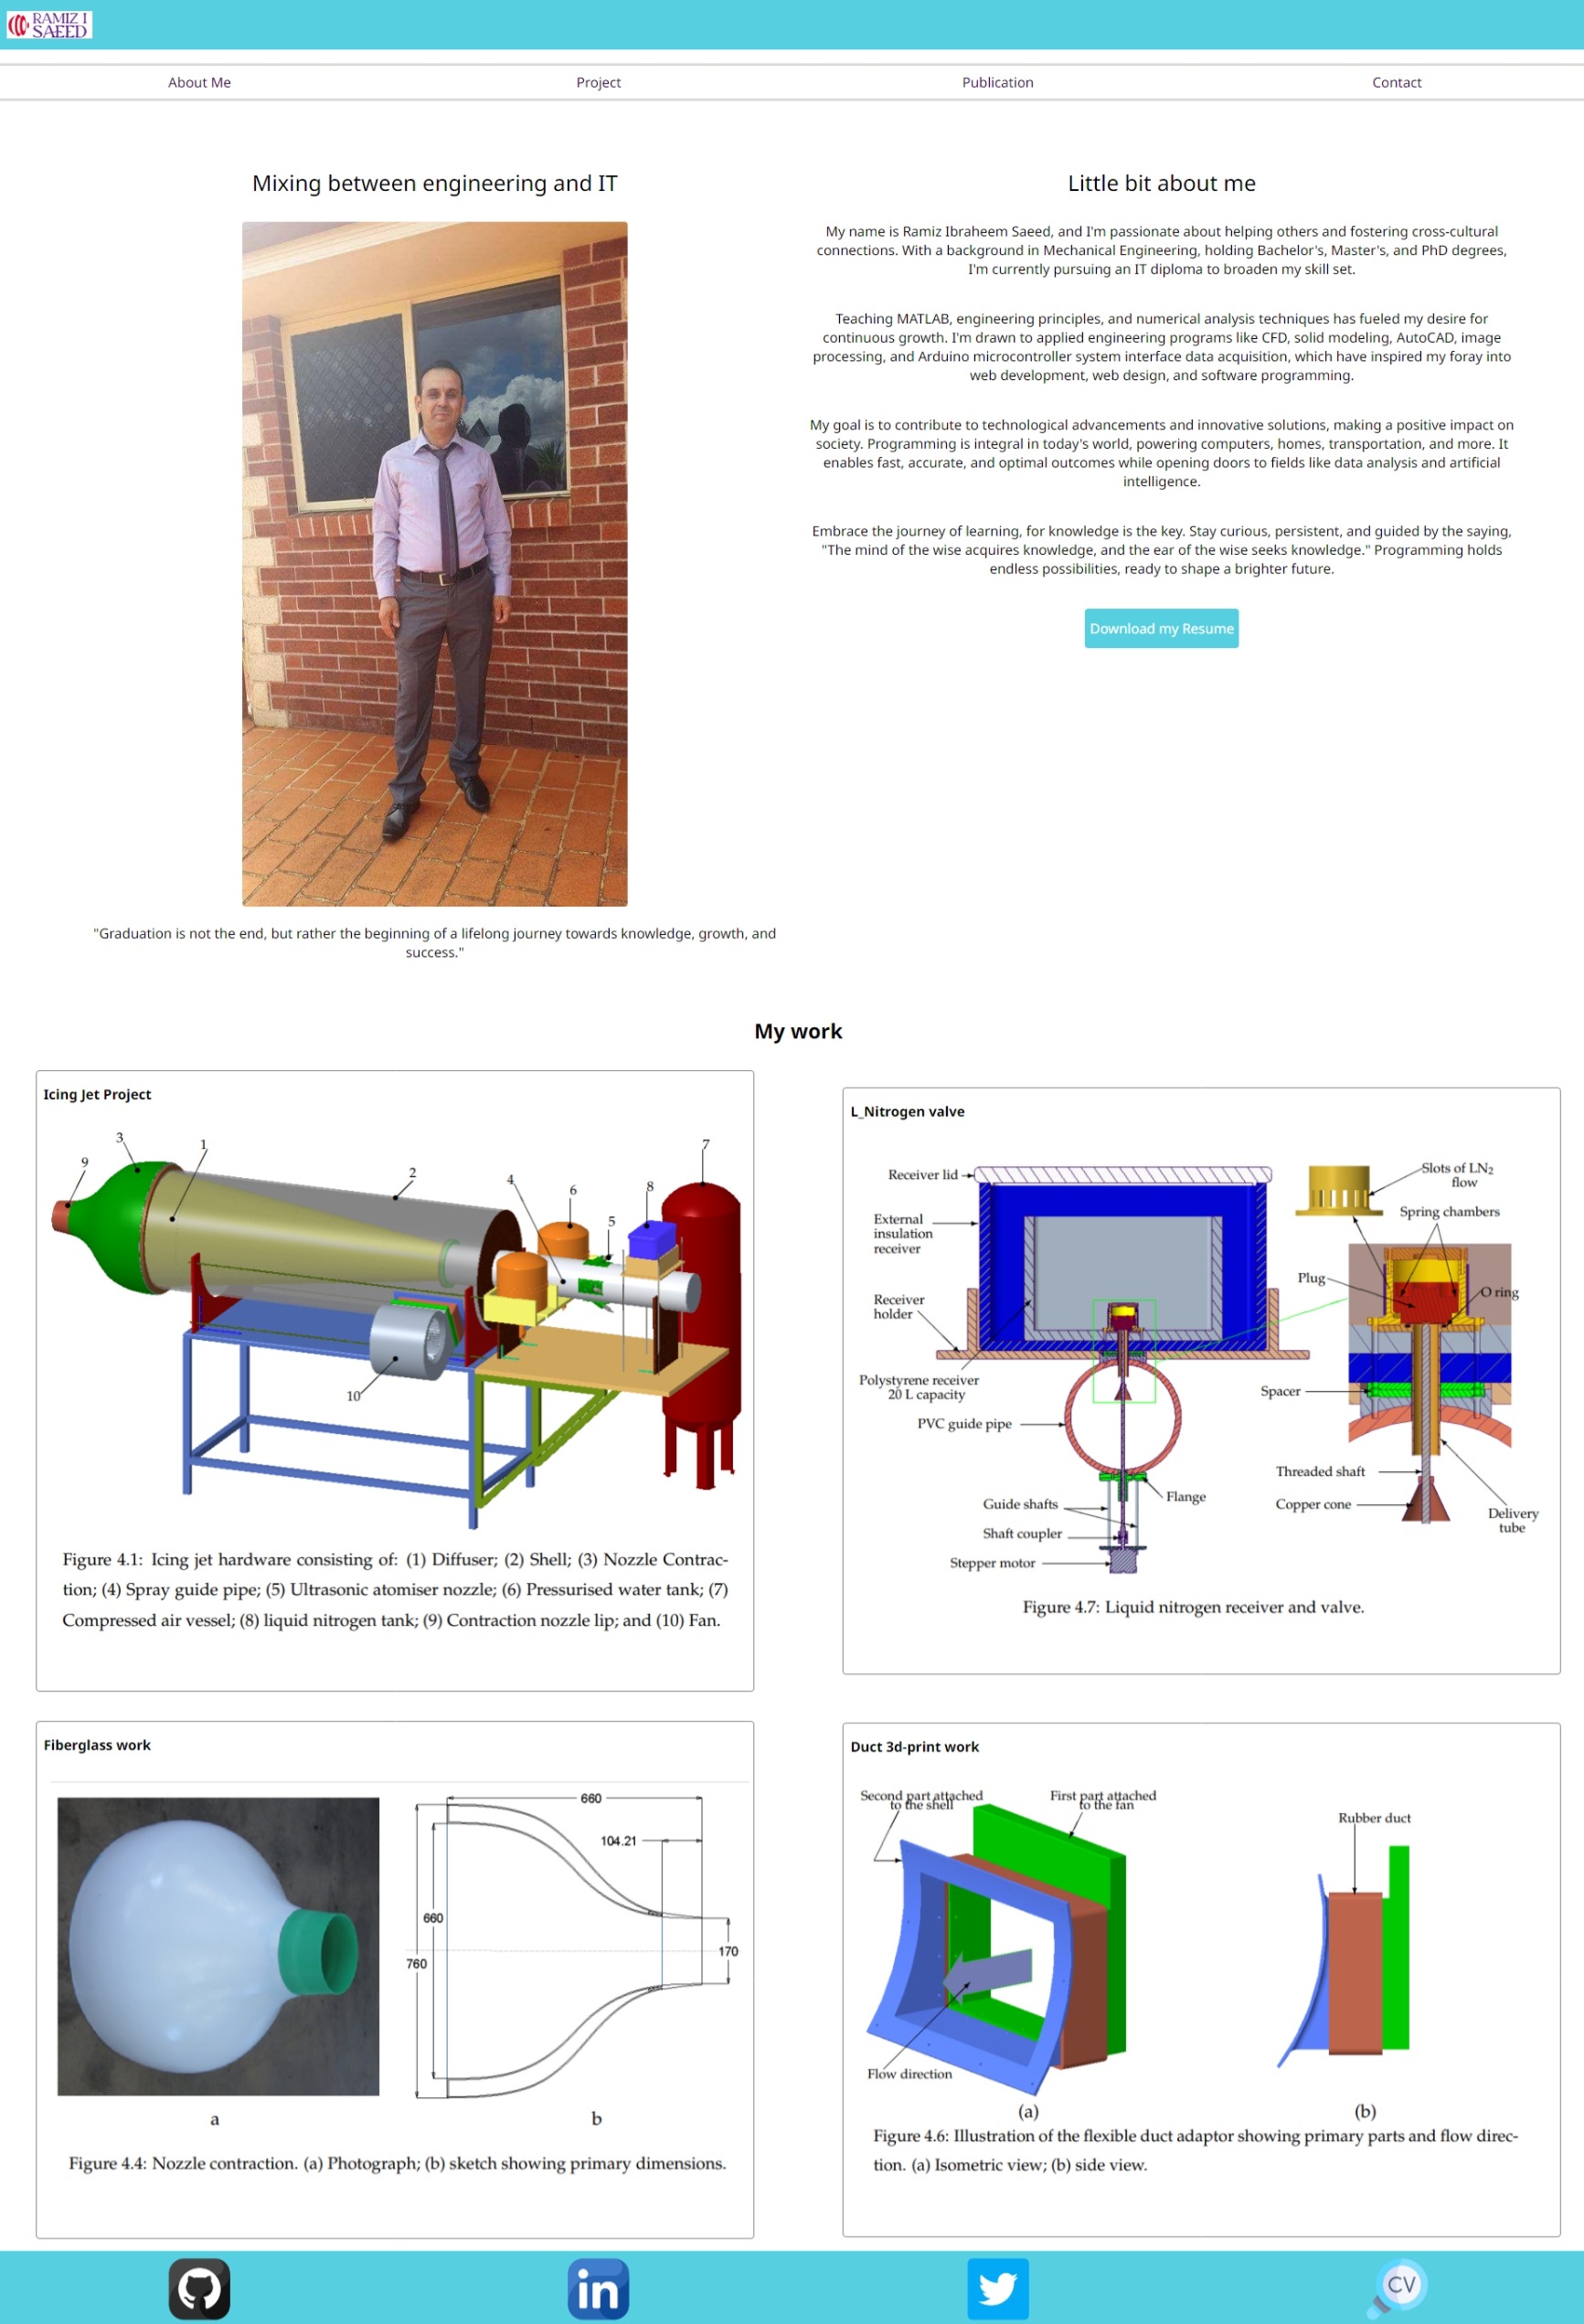 RAMIZ I
SAEED
About Me
Project
Publication
Contact
Mixing between engineering and IT
"Graduation is not the end, but rather the beginning of a lifelong journey towards knowledge, growth, and
success."
Little bit about me
My name is Ramiz Ibraheem Saeed, and I'm passionate about helping others and fostering cross-cultural
connections. With a background in Mechanical Engineering, holding Bachelor's, Master's, and PhD degrees,
I'm currently pursuing an IT diploma to broaden my skill set.
Teaching MATLAB, engineering principles, and numerical analysis techniques has fueled my desire for
continuous growth. I'm drawn to applied engineering programs like CFD, solid modeling, AutoCAD, image
processing, and Arduino microcontroller system interface data acquisition, which have inspired my foray into
web development, web design, and software programming.
My goal is to contribute to technological advancements and innovative solutions, making a positive impact on
society. Programming is integral in today's world, powering computers, homes, transportation, and more. It
enables fast, accurate, and optimal outcomes while opening doors to fields like data analysis and artificial
intelligence.
Embrace the journey of learning, for knowledge is the key. Stay curious, persistent, and guided by the saying,
"The mind of the wise acquires knowledge, and the ear of the wise seeks knowledge." Programming holds
endless possibilities, ready to shape a brighter future.
Download my Resume
My work
Icing Jet Project
3
1
9
2
4
6
5
8
7
10
Figure 4.1: Icing jet hardware consisting of: (1) Diffuser; (2) Shell; (3) Nozzle Contrac-
tion; (4) Spray guide pipe; (5) Ultrasonic atomiser nozzle; (6) Pressurised water tank; (7)
Compressed air vessel; (8) liquid nitrogen tank; (9) Contraction nozzle lip; and (10) Fan.
L_Nitrogen valve
Receiver lid
External
insulation
receiver
Receiver
holder
Polystyrene receiver
20 L capacity
PVC guide pipe
Guide shafts
Shaft coupler
Stepper motor
Flange
Slots of LN2
flow
Spring chambers
Plug
O ring
Spacer
Threaded shaft
Copper cone
Delivery
tube
Figure 4.7: Liquid nitrogen receiver and valve.
Fiberglass work
660
104.21
660
760
170
a
b
Figure 4.4: Nozzle contraction. (a) Photograph; (b) sketch showing primary dimensions.
Duct 3d-print work
Second part attached
to the shell
First part attached
to the fan
Rubber duct
Flow direction
(a)
(b)
Figure 4.6: Illustration of the flexible duct adaptor showing primary parts and flow direc-
tion. (a) Isometric view; (b) side view.
in
CV